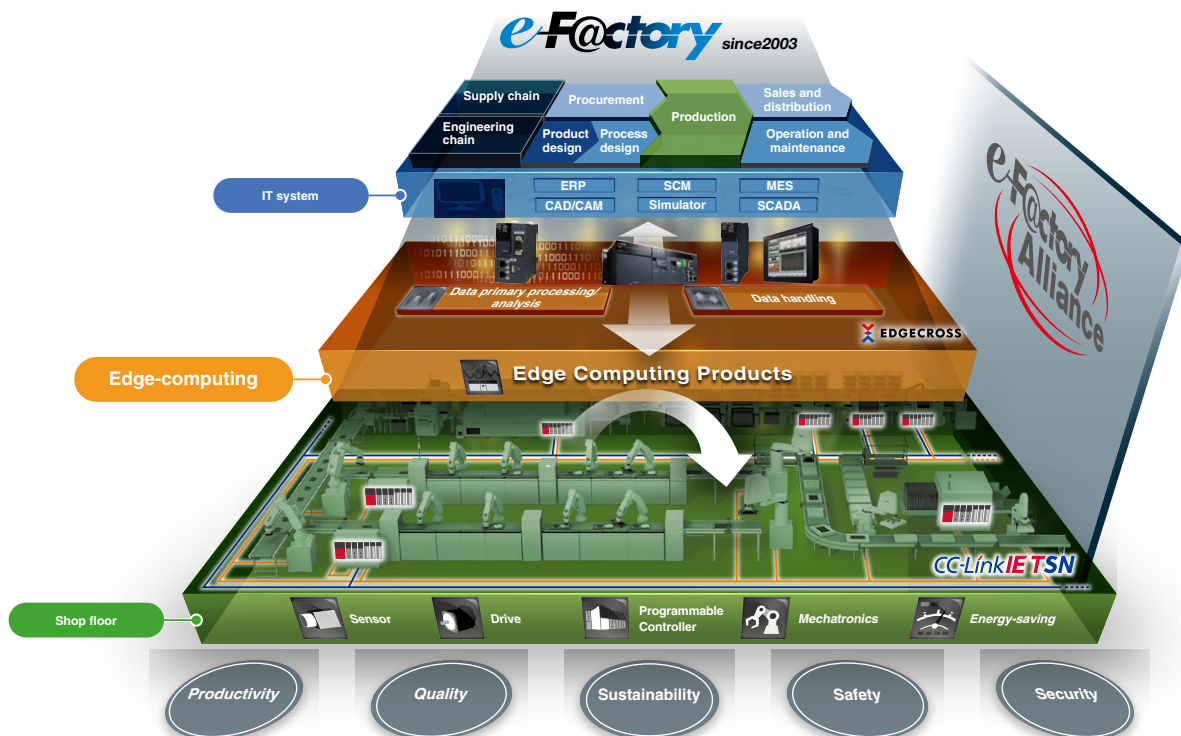 e-F@ctory since2003
Supply chain
Procurement
Production
Sales and
distribution
Engineering
chain
Product
design
Process
design
Operation and
maintenance
IT system
ERP
SCM
MES
CAD/CAM
Simulator
SCADA
e-F@ctory
Alliance
Data primary processing/
analysis
Data handling
EDGECROSS
Edge-computing
Edge Computing Products
CC-Link IE TSN
Shop floor
Sensor
Drive
Programmable
Controller
Mechatronics
Energy-saving
Productivity
Quality
Sustainability
Safety
Security